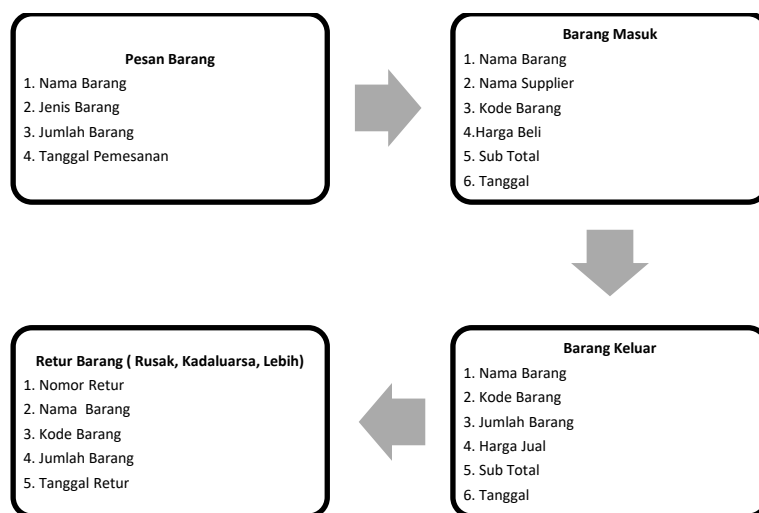 Pesan Barang
1. Nama Barang
2. Jenis Barang
3. Jumlah Barang
4. Tanggal Pemesanan
Barang Masuk
1. Nama Barang
2. Nama Supplier
3. Kode Barang
4.Harga Beli
5. Sub Total
6. Tanggal
Barang Keluar
1. Nama Barang
2. Kode Barang
3. Jumlah Barang
4. Harga Jual
5. Sub Total
6. Tanggal
Retur Barang ( Rusak, Kadaluarsa, Lebih)
1. Nomor Retur
2. Nama  Barang
3. Kode Barang
4. Jumlah Barang
5. Tanggal Retur